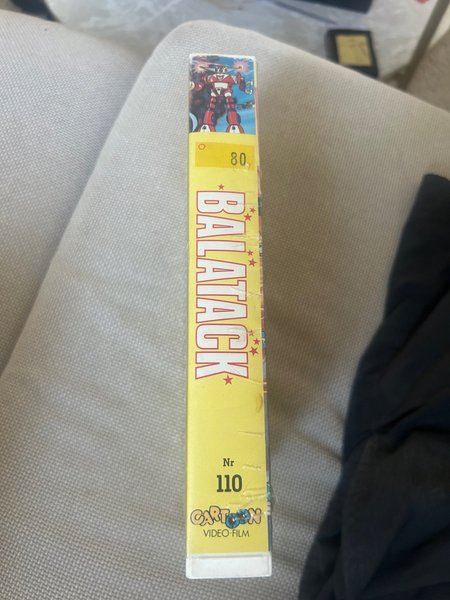 80
BALATACK
Nr
110
CARTOON
VIDEO FILM